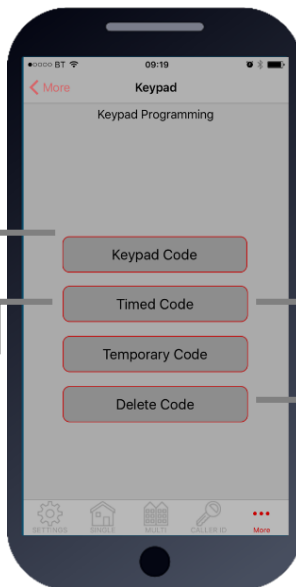 BT 09:19
More Keypad
Keypad Programming
Keypad Code
Timed Code
Temporary Code
Delete Code
SETTINGS SINGLE MULTI CALLER ID More